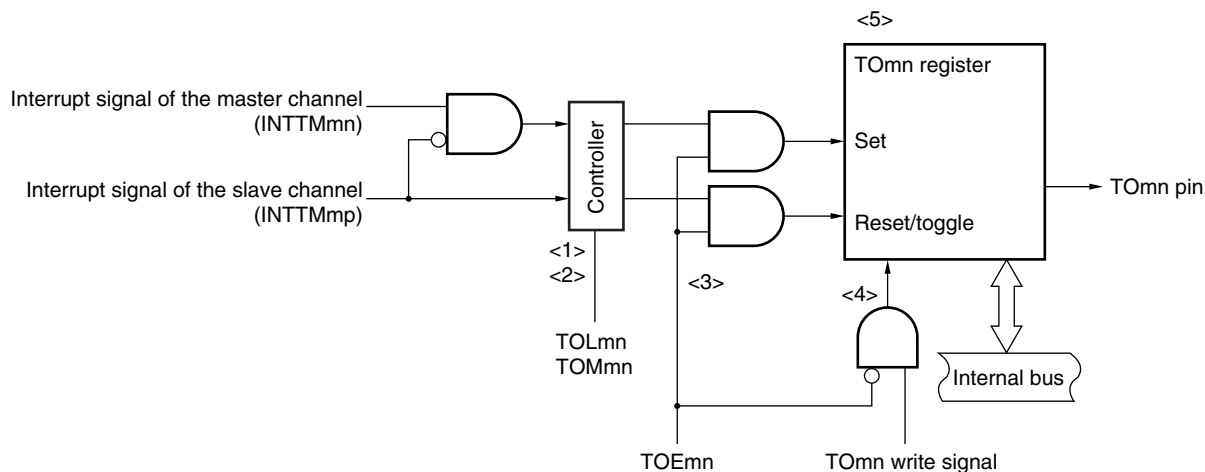 <5>
TOmn register
Interrupt signal of the master channel
(INTTMmn)
Set
Controller
Interrupt signal of the slave channel
(INTTMmp)
TOmn pin
Reset/toggle
<1>
<2>
<3>
<4>
TOLmn
TOMmn
Internal bus
TOEmn
TOmn write signal